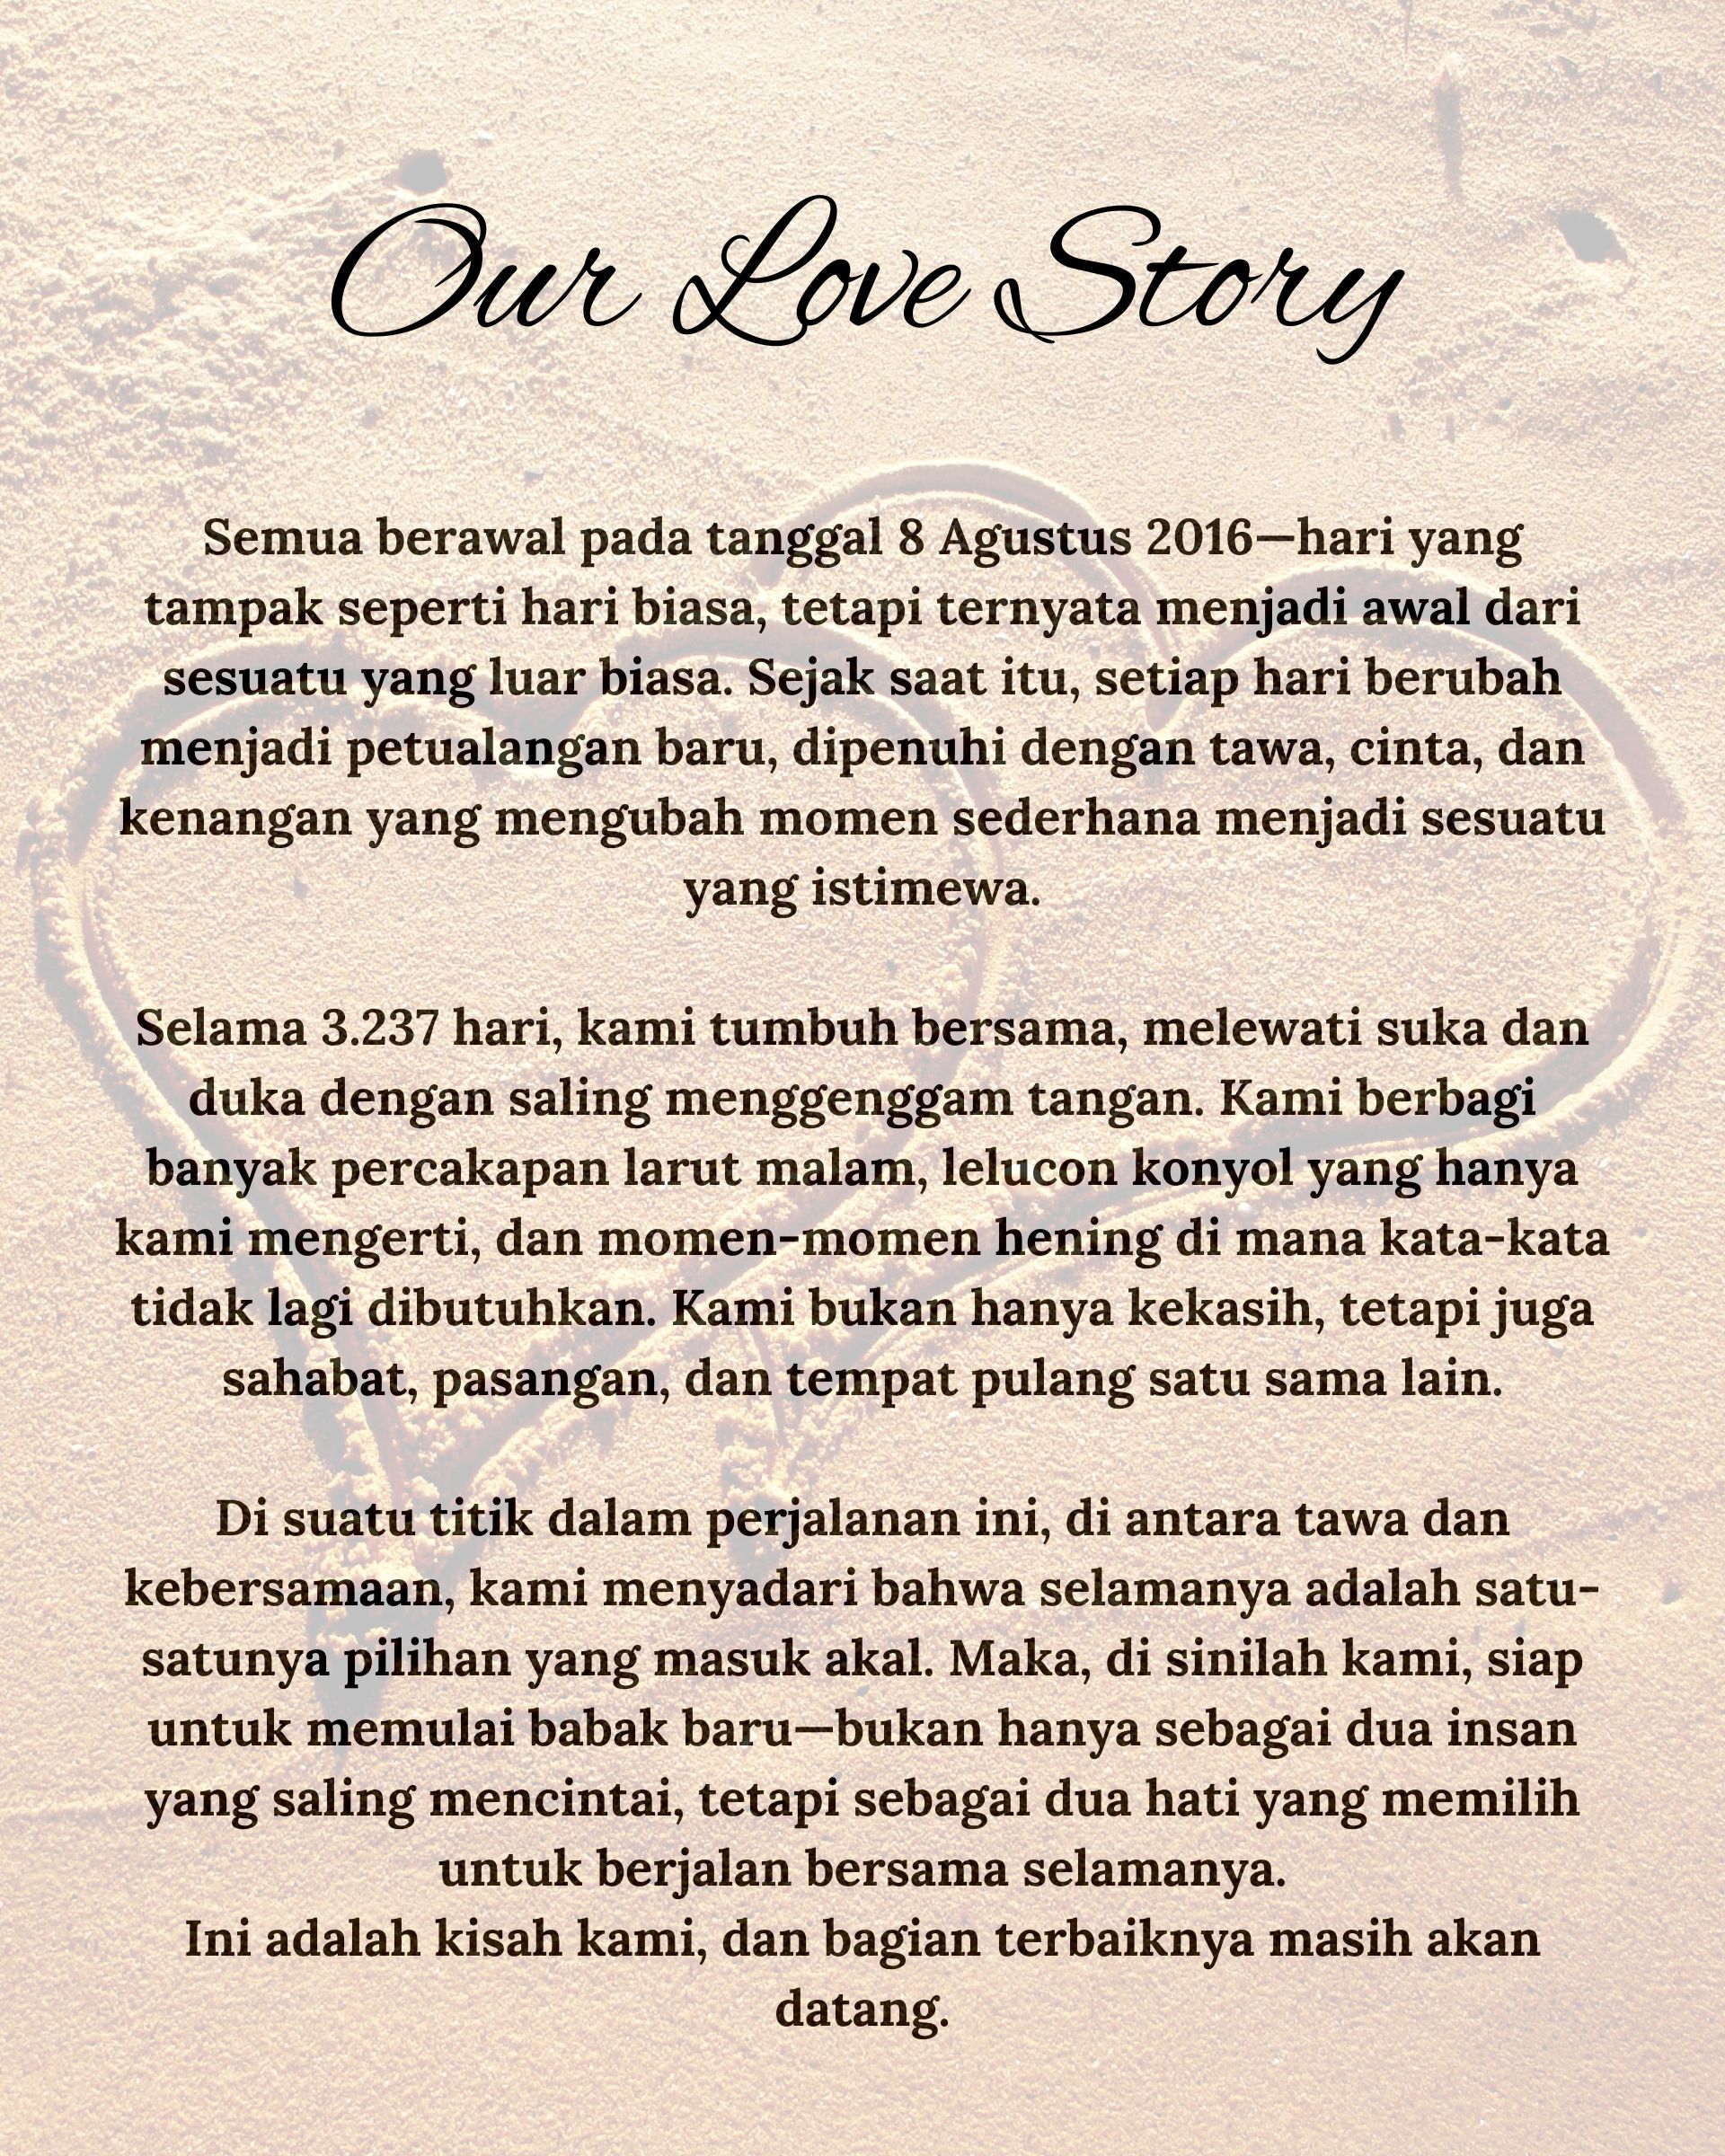 Our Love Story
Semua berawal pada tanggal 8 Agustus 2016—hari yang
tampak seperti hari biasa, tetapi ternyata menjadi awal dari
sesuatu yang luar biasa. Sejak saat itu, setiap hari berubah
menjadi petualangan baru, dipenuhi dengan tawa, cinta, dan
kenangan yang mengubah momen sederhana menjadi sesuatu
yang istimewa.
Selama 3.237 hari, kami tumbuh bersama, melewati suka dan
duka dengan saling menggenggam tangan. Kami berbagi
banyak percakapan larut malam, lelucon konyol yang hanya
kami mengerti, dan momen-momen hening di mana kata-kata
tidak lagi dibutuhkan. Kami bukan hanya kekasih, tetapi juga
sahabat, pasangan, dan tempat pulang satu sama lain.
Di suatu titik dalam perjalanan ini, di antara tawa dan
kebersamaan, kami menyadari bahwa selamanya adalah satu-
satunya pilihan yang masuk akal. Maka, di sinilah kami, siap
untuk memulai babak baru—bukan hanya sebagai dua insan
yang saling mencintai, tetapi sebagai dua hati yang memilih
untuk berjalan bersama selamanya.
Ini adalah kisah kami, dan bagian terbaiknya masih akan
datang.